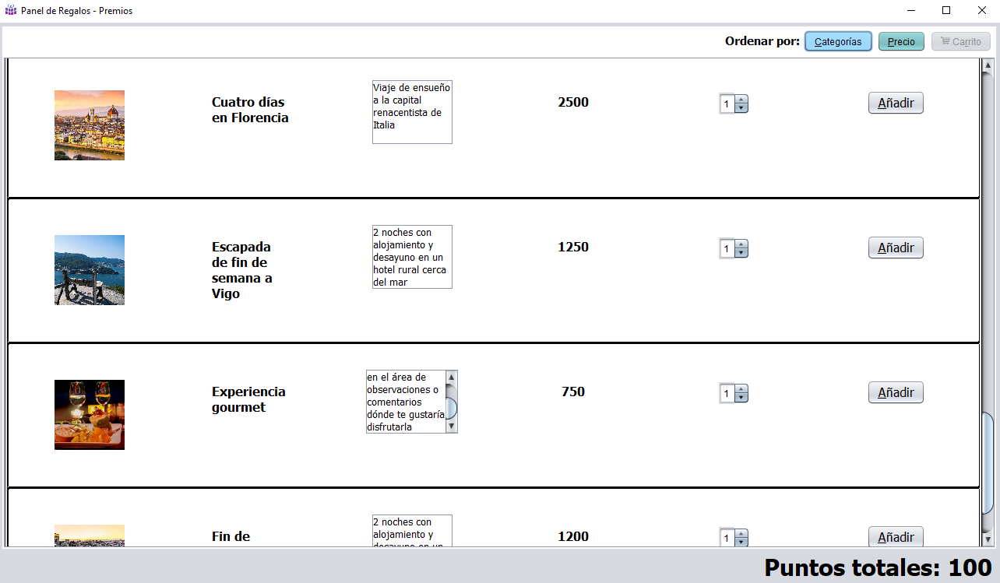 Panel de Regalos - Premios
Ordenar por: Categorías Precio Carrito
Cuatro días
en Florencia
Viaje de ensueño
a la capital
renacentista de
Italia
2500
1
Añadir
Escapada
de fin de
semana a
Vigo
2 noches con
alojamiento y
desayuno en un
hotel rural cerca
del mar
1250
1
Añadir
Experiencia
gourmet
en el área de
observaciones o
comentarios
dónde te gustaría
disfrutarla
750
1
Añadir
Fin de
2 noches con
alojamiento y
desayuno en un
1200
1
Añadir
Puntos totales: 100